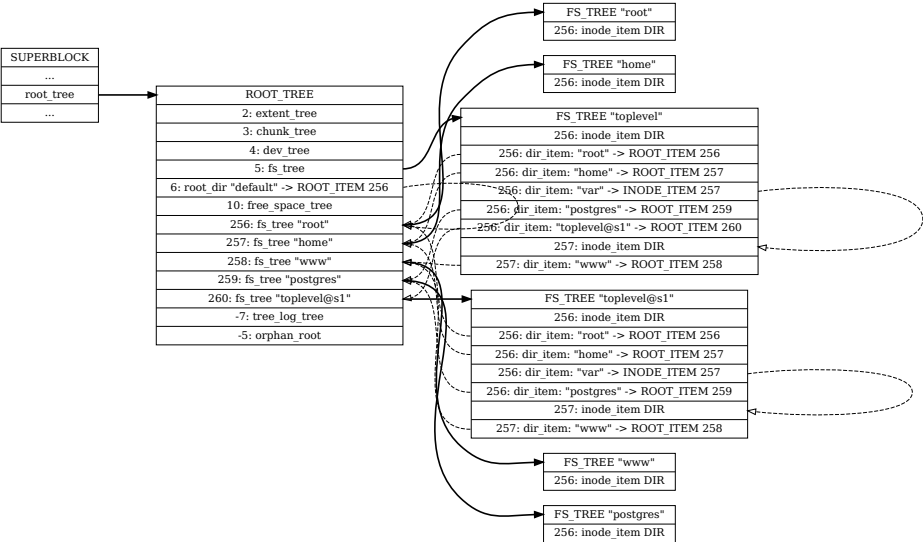 SUPERBLOCK
...
root_tree
...
ROOT_TREE
2: extent_tree
3: chunk_tree
4: dev_tree
5: fs_tree
6: root_dir "default" -> ROOT_ITEM 256
10: free_space_tree
256: fs_tree "root"
257: fs_tree "home"
258: fs_tree "www"
259: fs_tree "postgres"
260: fs_tree "toplevel@s1"
-7: tree_log_tree
-5: orphan_root
FS_TREE "root"
256: inode_item DIR
FS_TREE "home"
256: inode_item DIR
FS_TREE "toplevel"
256: inode_item DIR
256: dir_item: "root" -> ROOT_ITEM 256
256: dir_item: "home" -> ROOT_ITEM 257
256: dir_item: "var" -> INODE_ITEM 257
256: dir_item: "postgres" -> ROOT_ITEM 259
256: dir_item: "toplevel@s1" -> ROOT_ITEM 260
257: inode_item DIR
257: dir_item: "www" -> ROOT_ITEM 258
FS_TREE "toplevel@s1"
256: inode_item DIR
256: dir_item: "root" -> ROOT_ITEM 256
256: dir_item: "home" -> ROOT_ITEM 257
256: dir_item: "var" -> INODE_ITEM 257
256: dir_item: "postgres" -> ROOT_ITEM 259
257: inode_item DIR
257: dir_item: "www" -> ROOT_ITEM 258
FS_TREE "www"
256: inode_item DIR
FS_TREE "postgres"
256: inode_item DIR